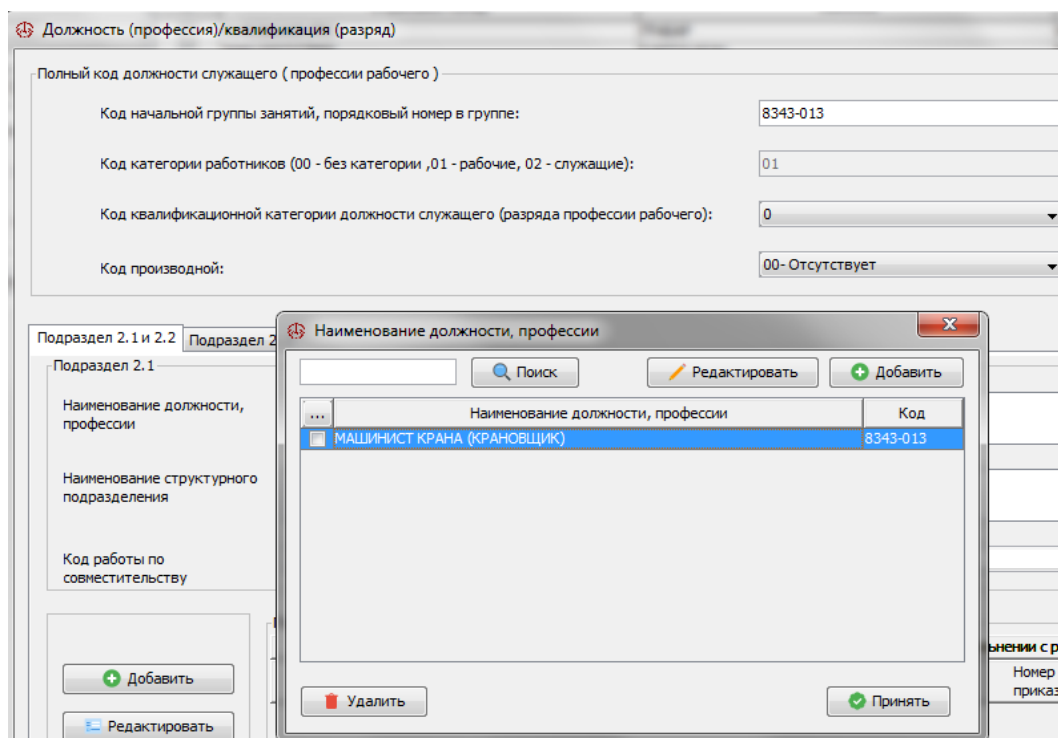 Должность (профессия)/квалификация (разряд)
Полный код должности служащего ( профессии рабочего )
Код начальной группы занятий, порядковый номер в группе: 8343-013
Код категории работников (00 - без категории ,01 - рабочие, 02 - служащие): 01
Код квалификационной категории должности служащего (разряда профессии рабочего): 0
Код производной: 00- Отсутствует
Подраздел 2.1 и 2.2 Подраздел 2
Наименование должности, профессии
Подраздел 2.1
Поиск Редактировать Добавить
Наименование должности,
профессии
... Наименование должности, профессии Код
МАШИНИСТ КРАНА (КРАНОВЩИК) 8343-013
Наименование структурного
подразделения
Код работы по
совместительству
ьнении с р
Добавить
Номер
приказ
Удалить Принять
Редактировать